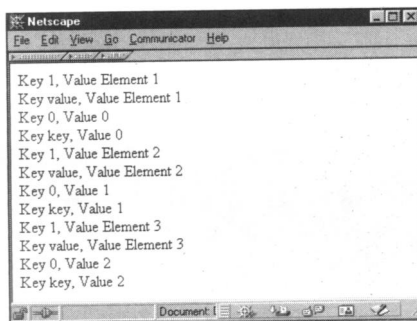 Netscape
File Edit View Go Communicator Help
Key 1, Value Element 1
Key value, Value Element 1
Key 0, Value 0
Key key, Value 0
Key 1, Value Element 2
Key value, Value Element 2
Key 0, Value 1
Key key, Value 1
Key 1, Value Element 3
Key value, Value Element 3
Key 0, Value 2
Key key, Value 2
Document: